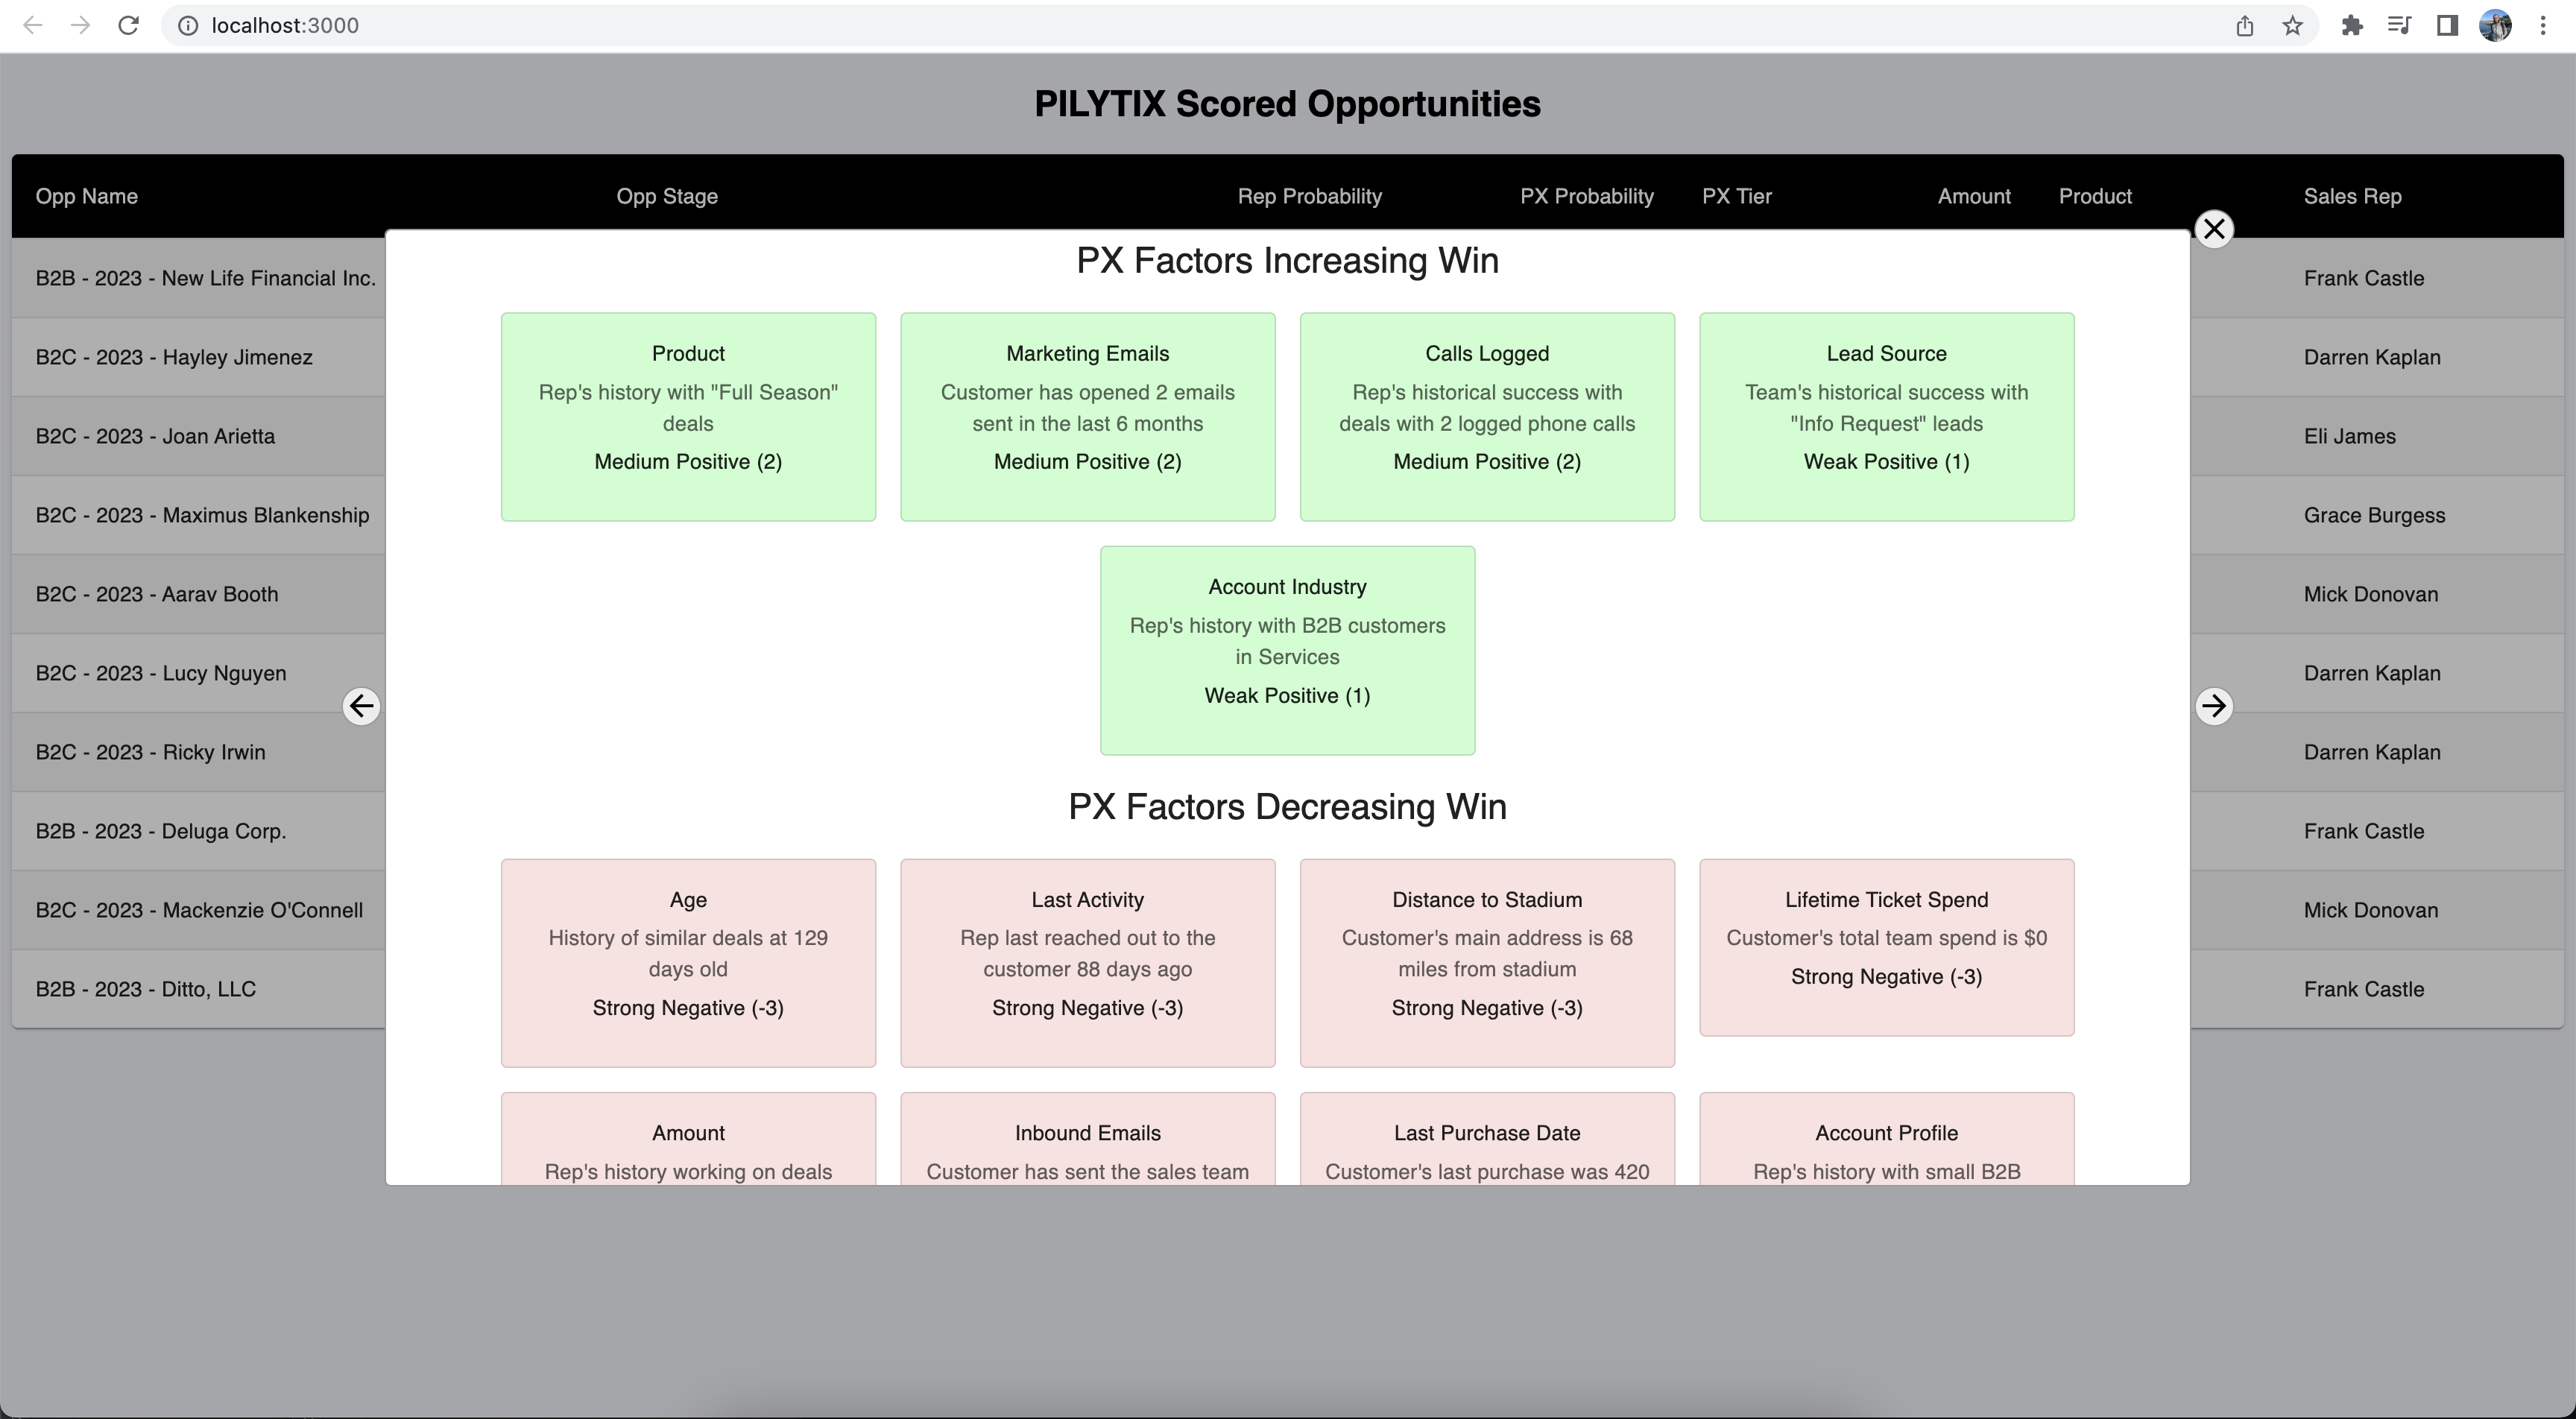 localhost:3000
PILYTIX Scored Opportunities
Opp Name Opp Stage Rep Probability PX Probability PX Tier Amount Product Sales Rep
B2B - 2023 - New Life Financial Inc. Frank Castle
B2C - 2023 - Hayley Jimenez Darren Kaplan
B2C - 2023 - Joan Arietta Eli James
B2C - 2023 - Maximus Blankenship Grace Burgess
B2C - 2023 - Aarav Booth Mick Donovan
B2C - 2023 - Lucy Nguyen Darren Kaplan
B2C - 2023 - Ricky Irwin Darren Kaplan
B2B - 2023 - Deluga Corp. Frank Castle
B2C - 2023 - Mackenzie O'Connell Mick Donovan
B2B - 2023 - Ditto, LLC Frank Castle
PX Factors Increasing Win
Product
Rep's history with "Full Season"
deals
Medium Positive (2)
Marketing Emails
Customer has opened 2 emails
sent in the last 6 months
Medium Positive (2)
Calls Logged
Rep's historical success with
deals with 2 logged phone calls
Medium Positive (2)
Lead Source
Team's historical success with
"Info Request" leads
Weak Positive (1)
Account Industry
Rep's history with B2B customers
in Services
Weak Positive (1)
PX Factors Decreasing Win
Age
History of similar deals at 129
days old
Strong Negative (-3)
Last Activity
Rep last reached out to the
customer 88 days ago
Strong Negative (-3)
Distance to Stadium
Customer's main address is 68
miles from stadium
Strong Negative (-3)
Lifetime Ticket Spend
Customer's total team spend is $0
Strong Negative (-3)
Amount
Rep's history working on deals
Inbound Emails
Customer has sent the sales team
Last Purchase Date
Customer's last purchase was 420
Account Profile
Rep's history with small B2B